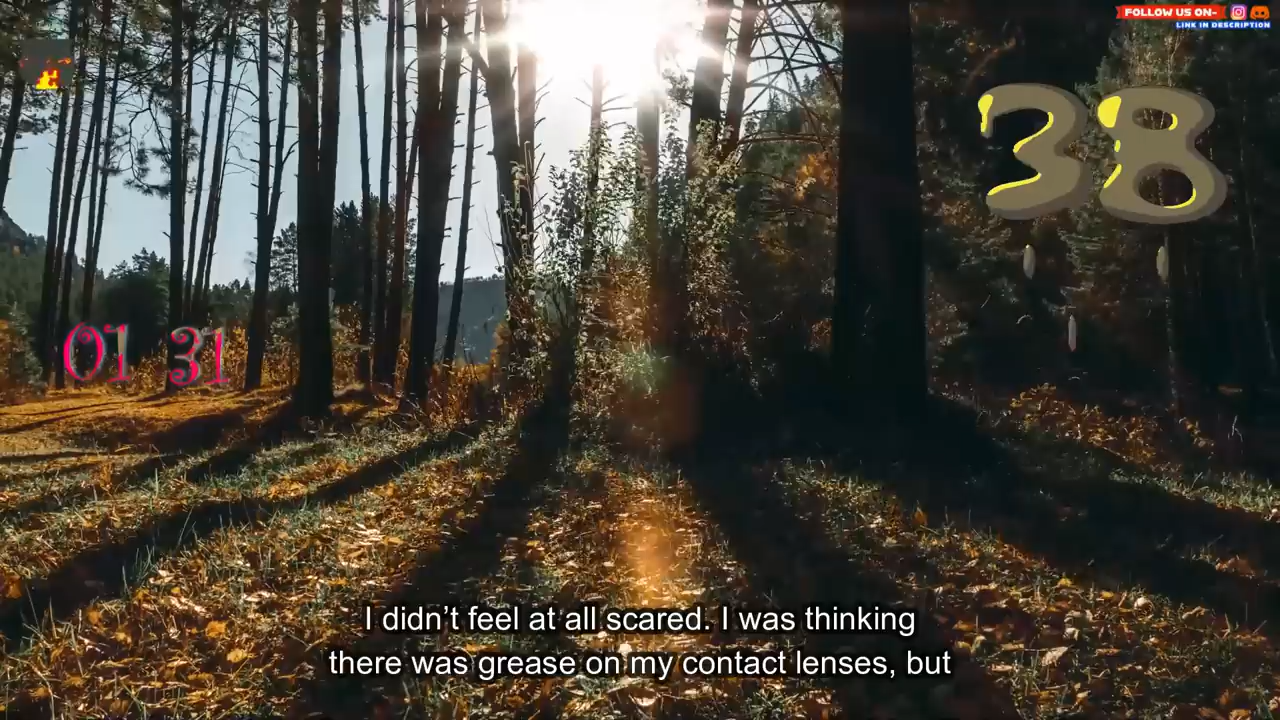 FOLLOW US ON-
LINK IN DESCRIPTION
38
01 31
I didn’t feel at all scared. I was thinking
there was grease on my contact lenses, but